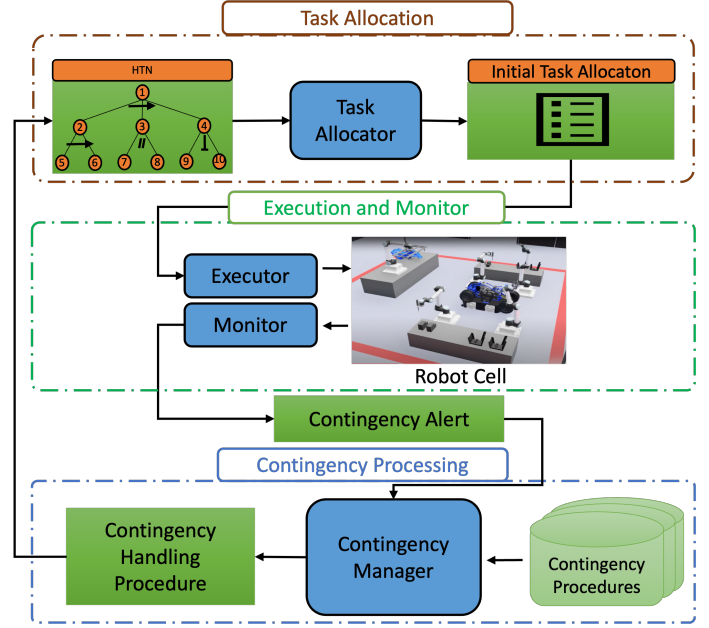 Task Allocation
HTN
1
2
3
4
5
6
7
8
9
10
Task
Allocator
Initial Task Allocaton
Execution and Monitor
Executor
Monitor
Robot Cell
Contingency Alert
Contingency Processing
Contingency
Handling
Procedure
Contingency
Manager
Contingency
Procedures